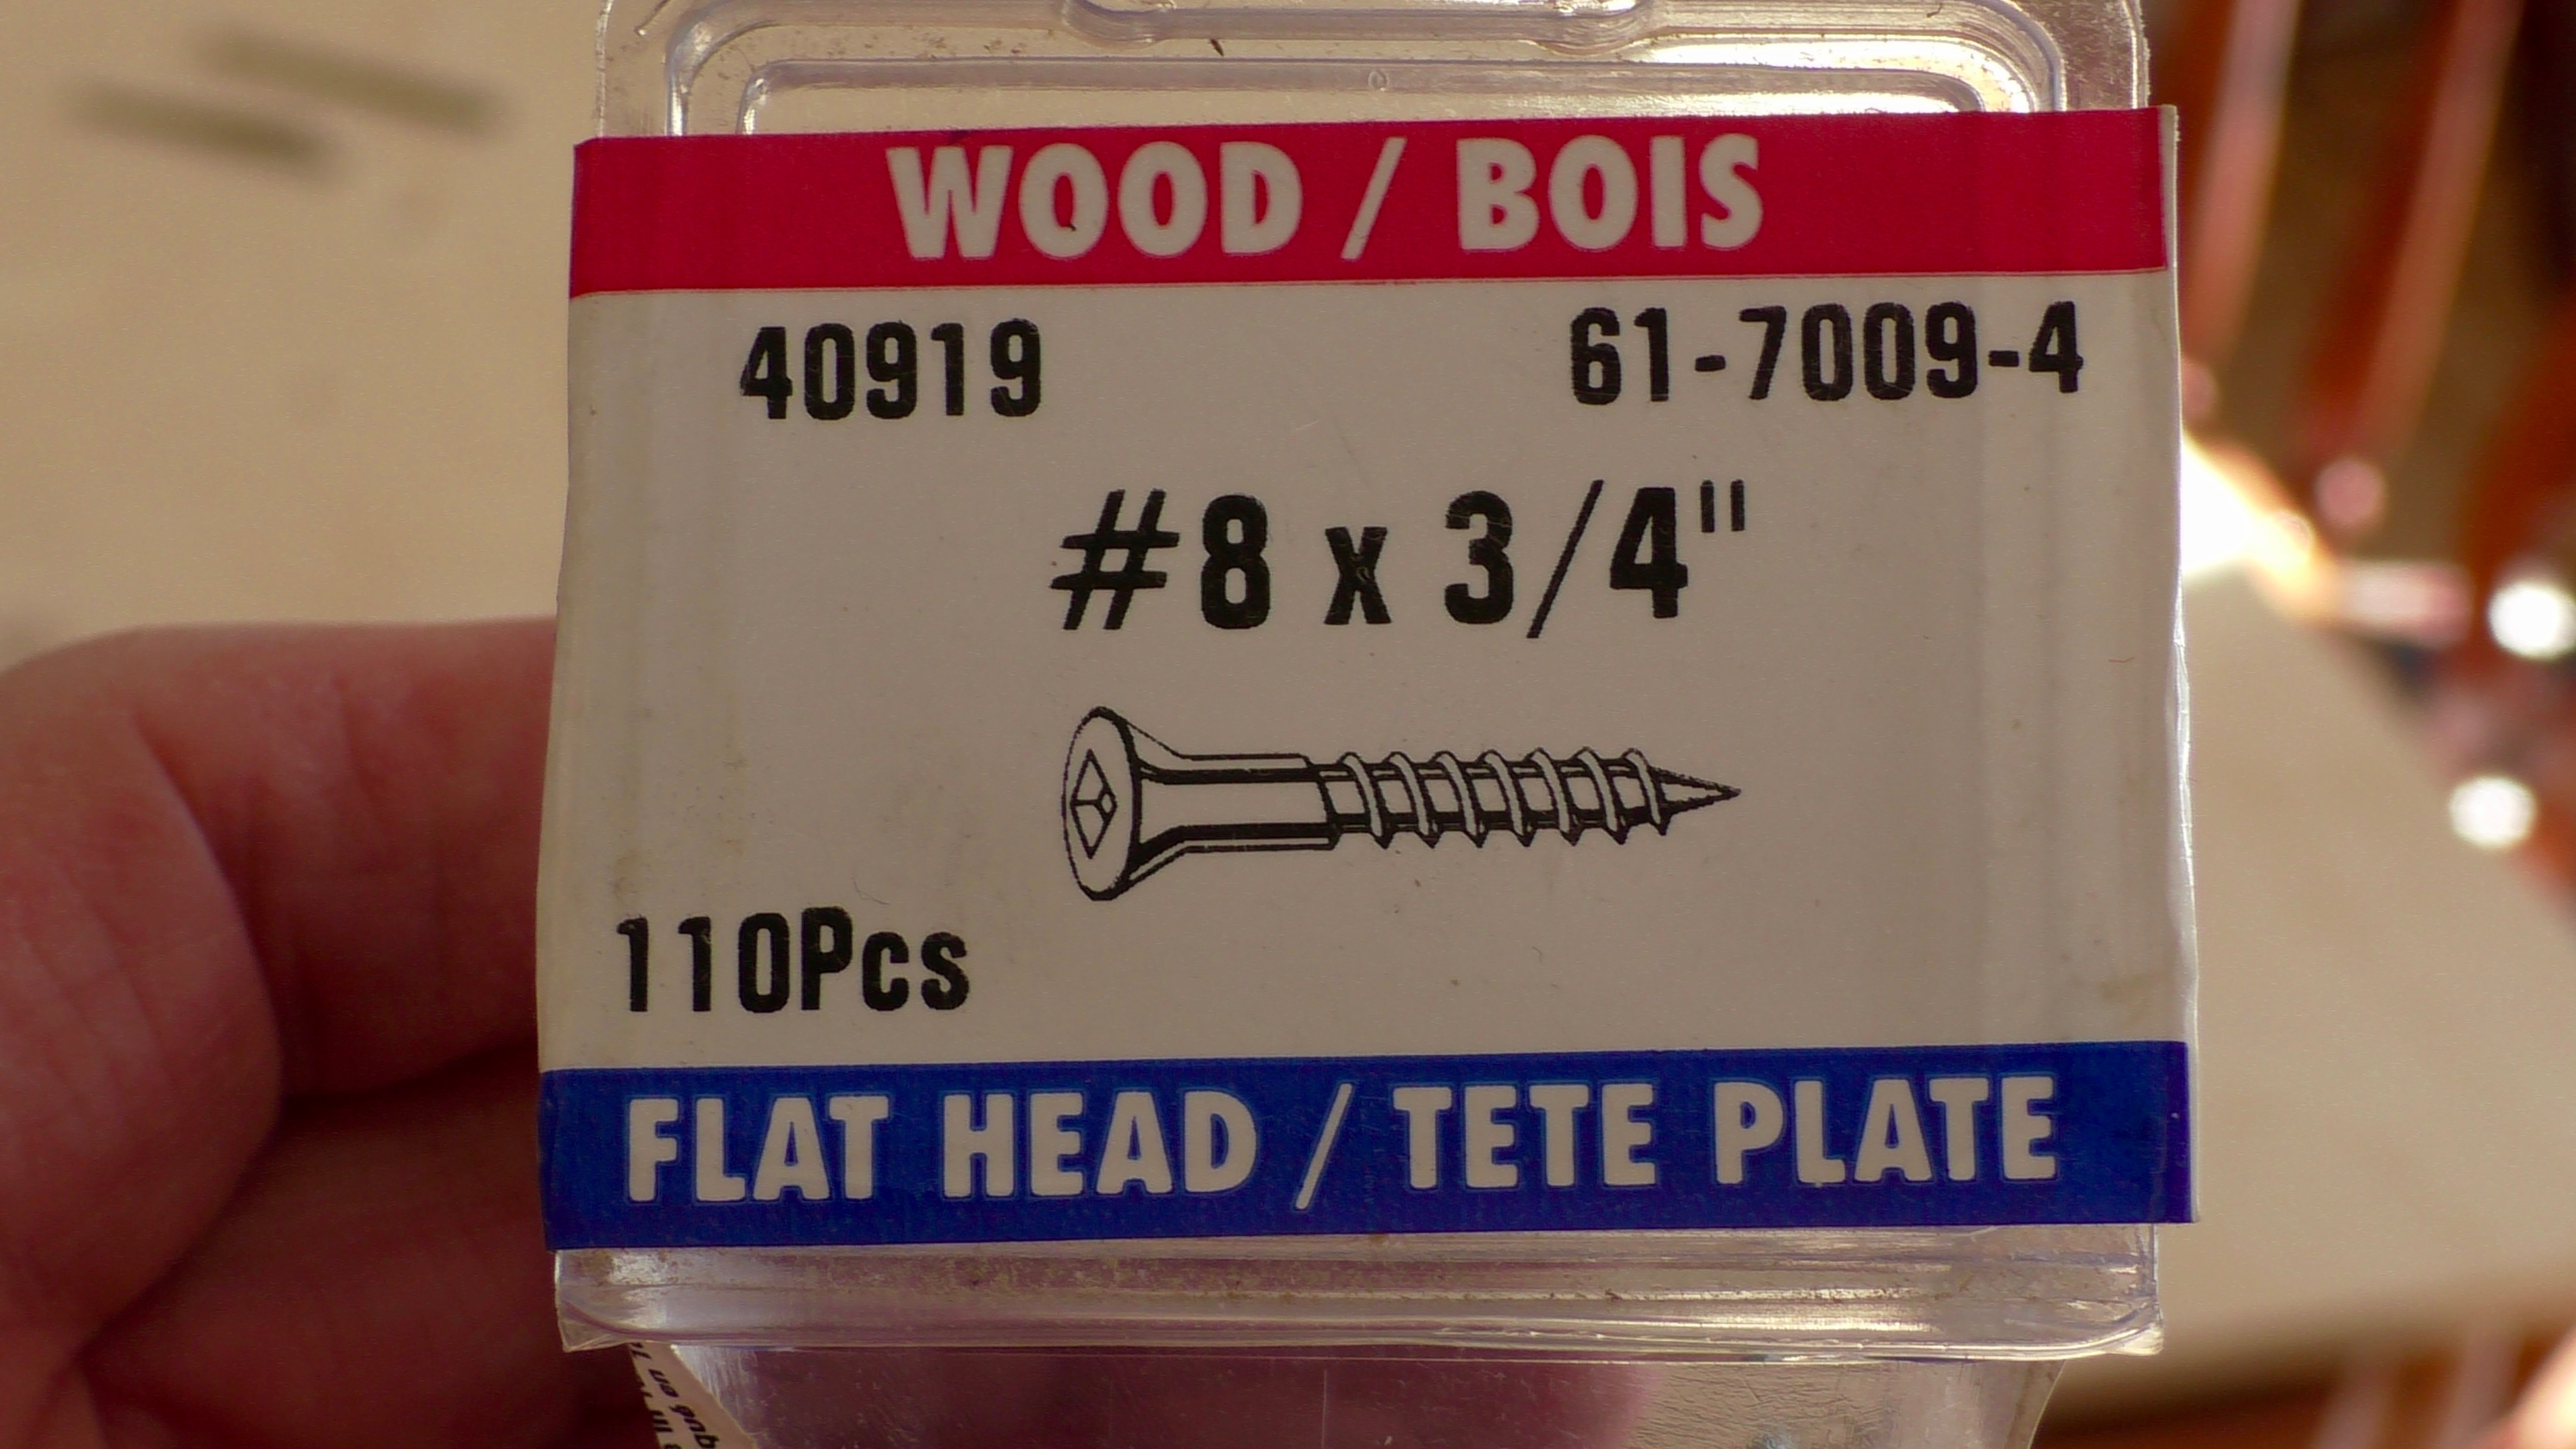 WOOD / BOIS
40919 61-7009-4
#8 x 3/4"
110Pcs
FLAT HEAD / TETE PLATE